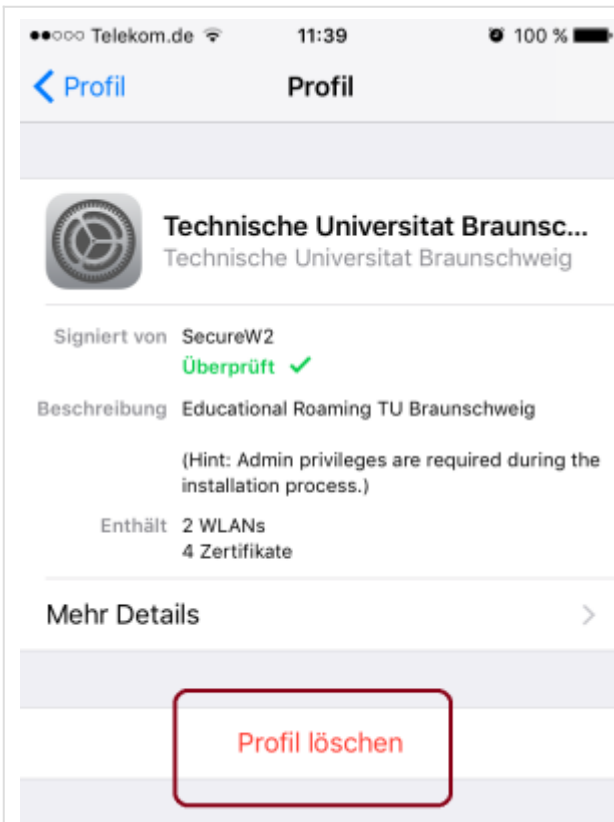 Telekom.de 11:39 100 %
Profil Profil
Technische Universitat Braunsc...
Technische Universitat Braunschweig
Signiert von SecureW2
Überprüft ✓
Beschreibung Educational Roaming TU Braunschweig
(Hint: Admin privileges are required during the
installation process.)
Enthält 2 WLANs
4 Zertifikate
Mehr Details
Profil löschen